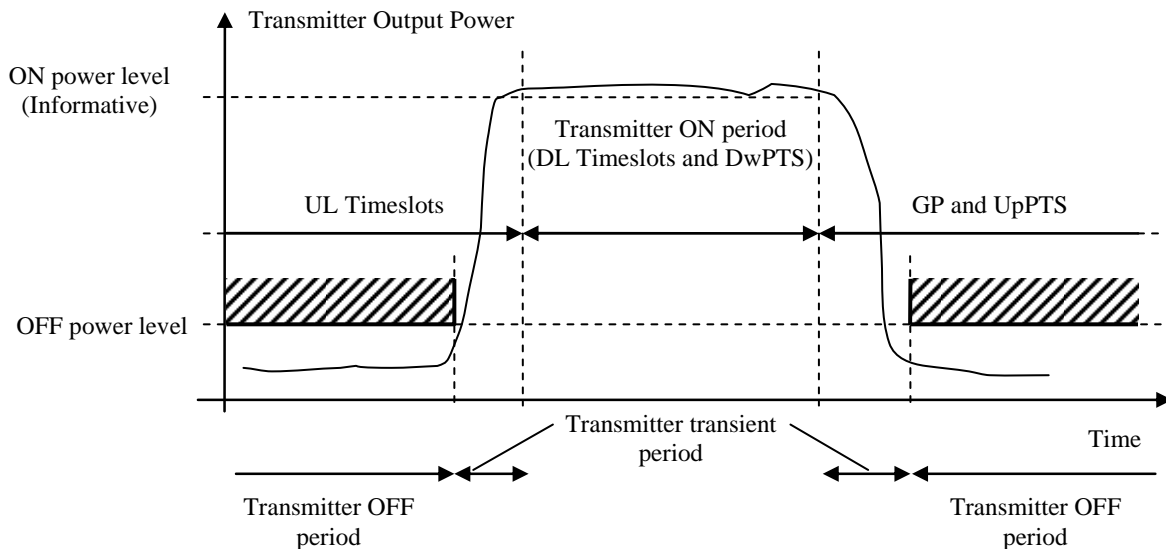 Transmitter Output Power
ON power level
(Informative)
Transmitter ON period
(DL Timeslots and DwPTS)
UL Timeslots
GP and UpPTS
OFF power level
Transmitter transient
period
Time
Transmitter OFF
period
Transmitter OFF
period